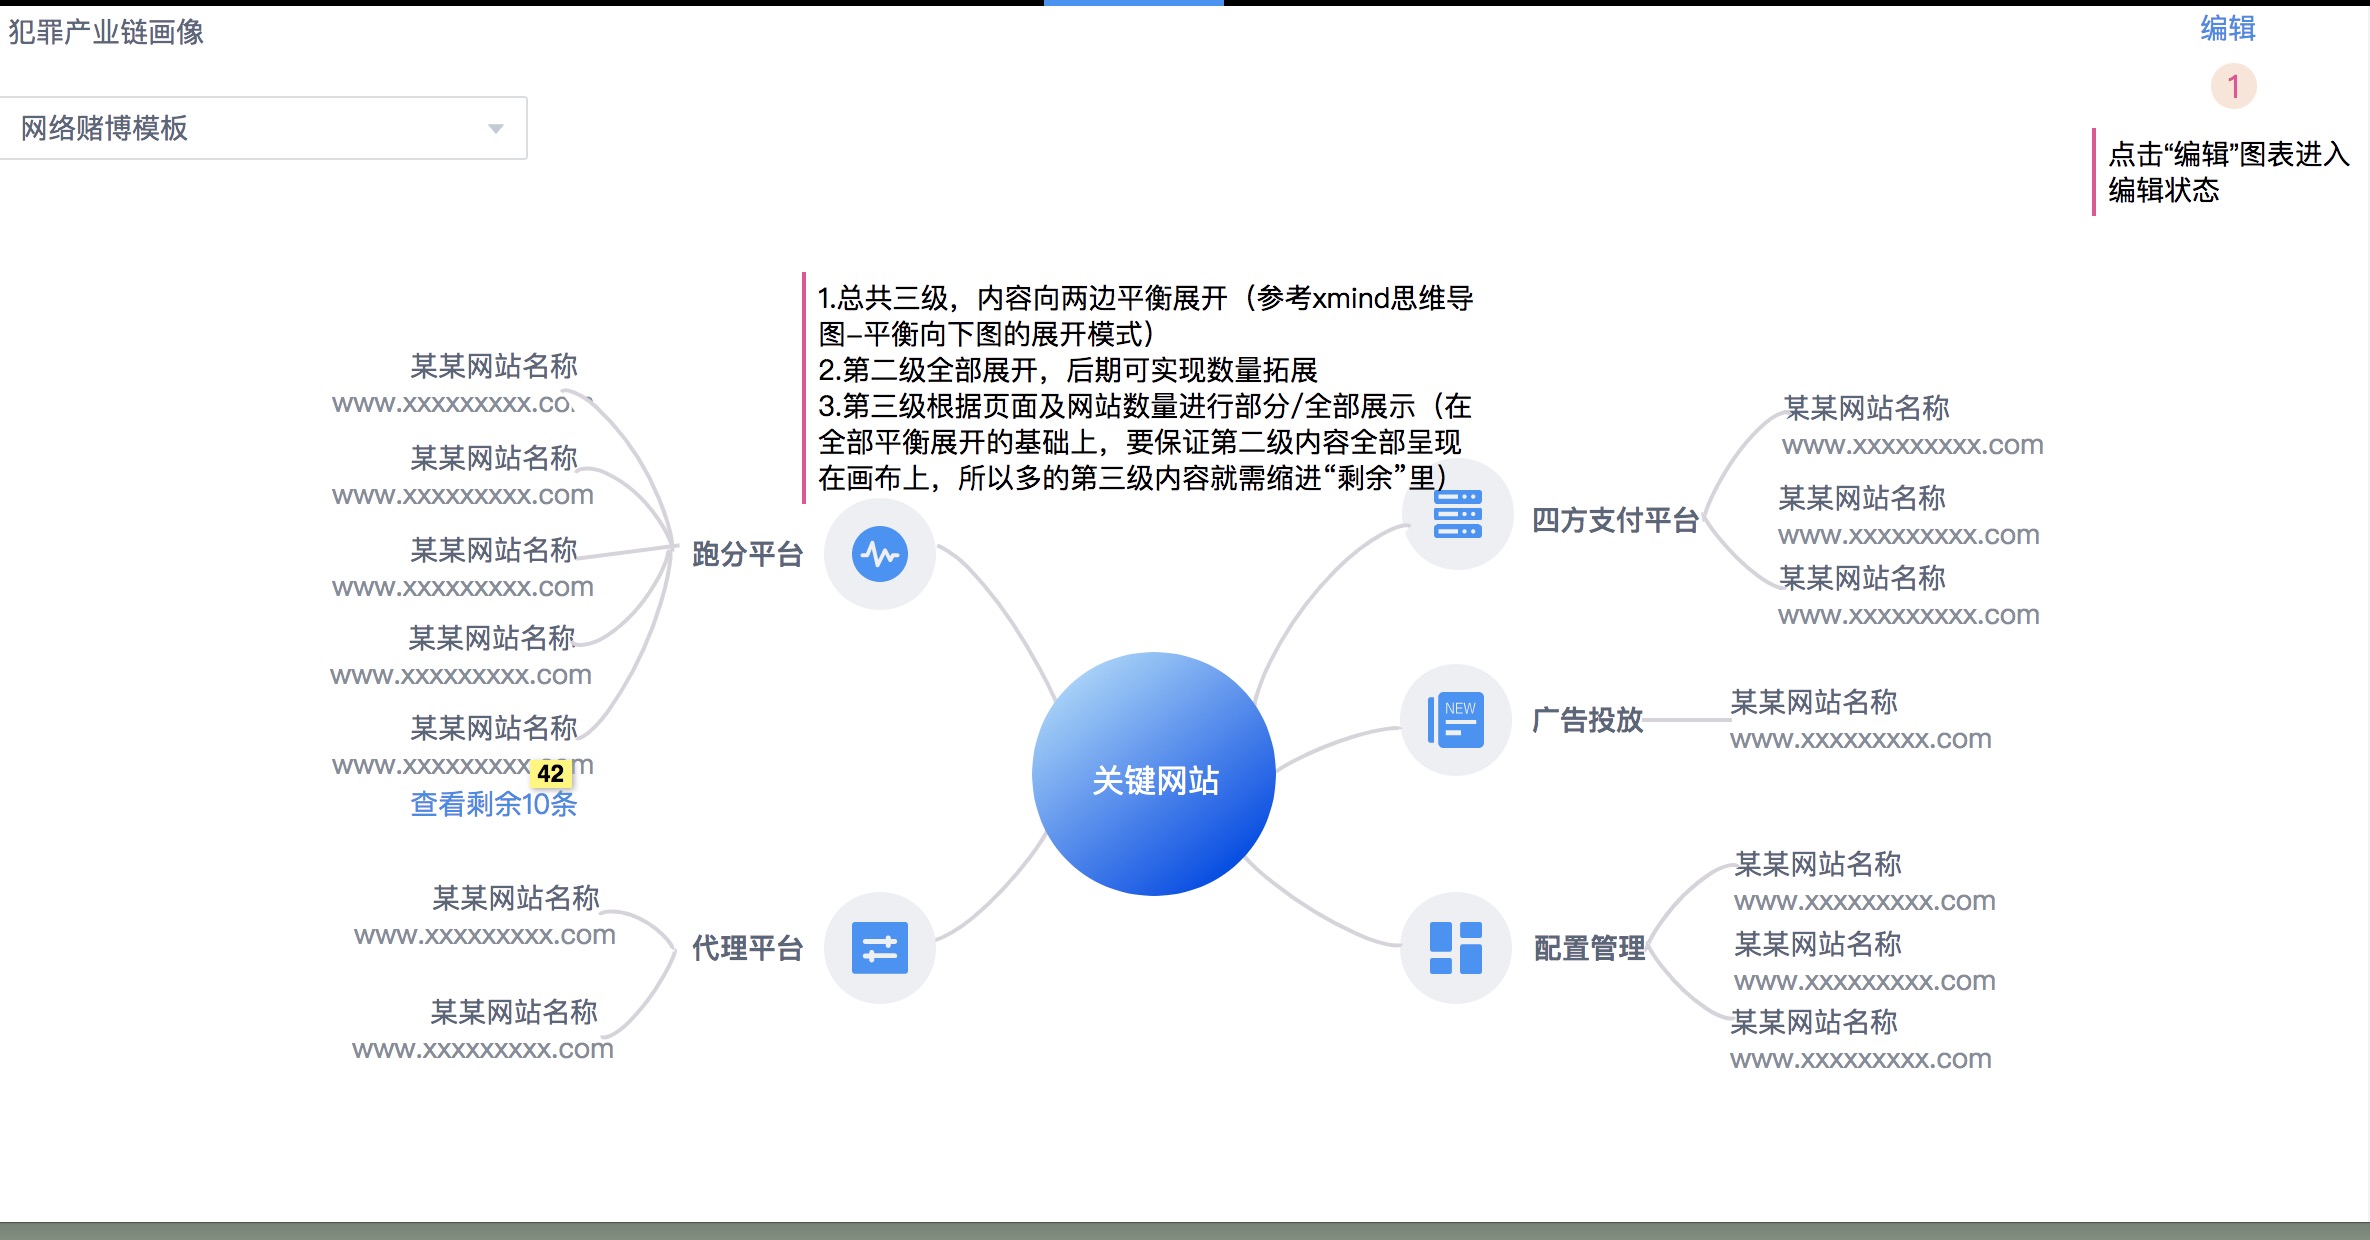 犯罪产业链画像
编辑
1
网络赌博模板
点击“编辑”图表进入
编辑状态
1.总共三级，内容向两边平衡展开（参考xmind思维导
图–平衡向下图的展开模式）
2.第二级全部展开，后期可实现数量拓展
3.第三级根据页面及网站数量进行部分/全部展示（在
全部平衡展开的基础上，要保证第二级内容全部呈现
在画布上，所以多的第三级内容就需缩进“剩余”里）
某某网站名称
www.xxxxxxxxx.co.
某某网站名称
www.xxxxxxxxx.com
某某网站名称
www.xxxxxxxxx.com
某某网站名称
www.xxxxxxxxx.com
某某网站名称
www.xxxxxxxxx.com
42
查看剩余10条
跑分平台
某某网站名称
www.xxxxxxxxx.com
某某网站名称
www.xxxxxxxxx.com
代理平台
关键网站
四方支付平台
某某网站名称
www.xxxxxxxxx.com
某某网站名称
www.xxxxxxxxx.com
某某网站名称
www.xxxxxxxxx.com
NEW
广告投放
某某网站名称
www.xxxxxxxxx.com
配置管理
某某网站名称
www.xxxxxxxxx.com
某某网站名称
www.xxxxxxxxx.com
某某网站名称
www.xxxxxxxxx.com